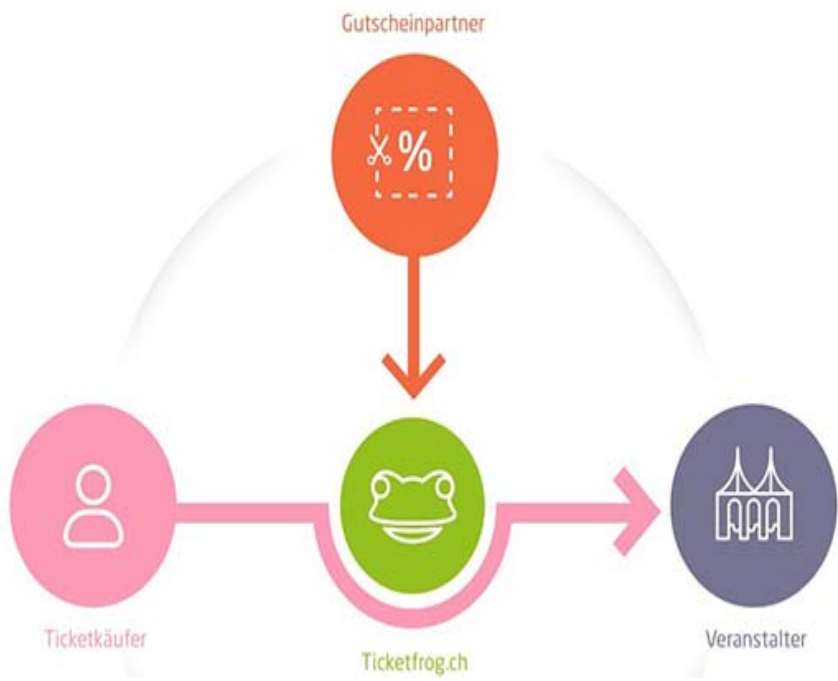 Gutscheinpartner
%
Ticketkäufer
Ticketfrog.ch
Veranstalter